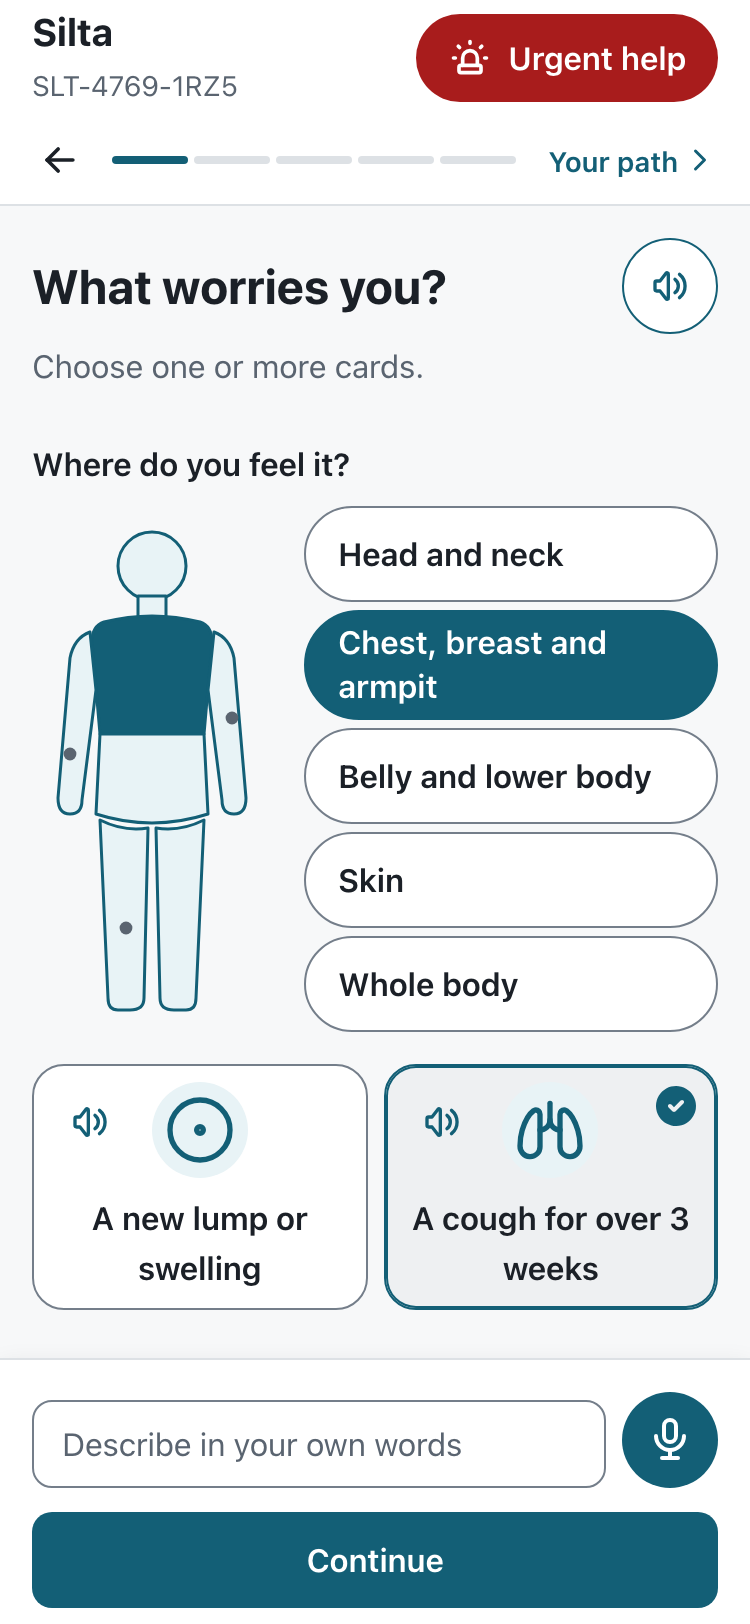 Silta
SLT-4769-1RZ5
Urgent help
Your path
What worries you?
Choose one or more cards.
Where do you feel it?
Head and neck
Chest, breast and
armpit
Belly and lower body
Skin
Whole body
A new lump or
swelling
A cough for over 3
weeks
Describe in your own words
Continue